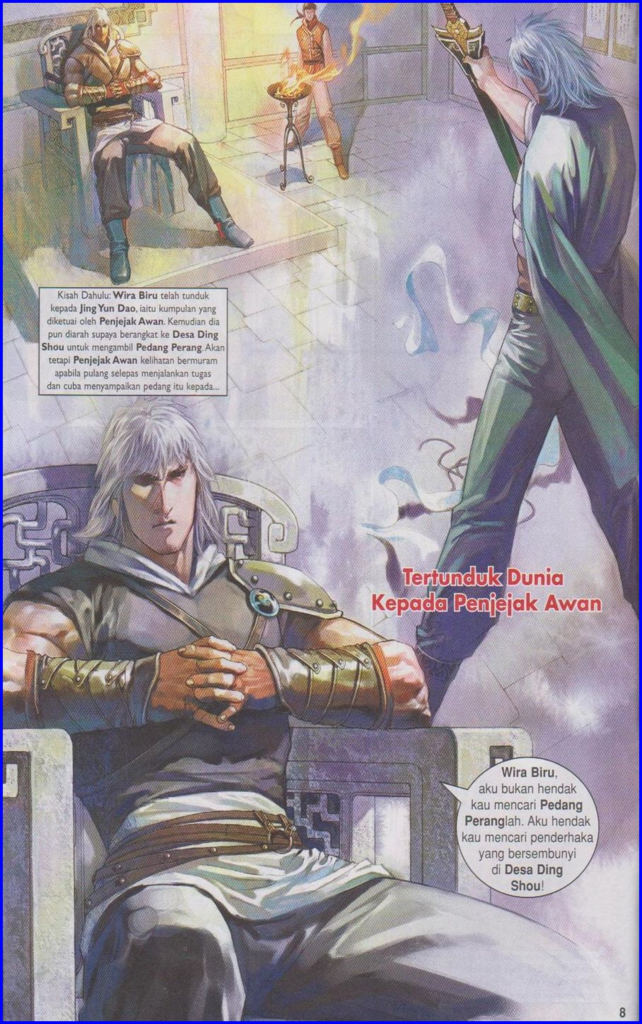 Kisah Dahulu: Wira Biru telah tunduk
kepada Jing Yun Dao, iaitu kumpulan yang
diketuai oleh Penjejak Awan. Kemudian dia
pun diarah supaya berangkat ke Desa Ding
Shou untuk mengambil Pedang Perang. Akan
tetapi Penjejak Awan kelihatan bermuram
apabila pulang selepas menjalankan tugas
dan cuba menyampaikan pedang itu kepada...
Tertunduk Dunia
Kepada Penjejak Awan
Wira Biru,
aku bukan hendak
kau mencari Pedang
Peranglah. Aku hendak
kau mencari penderhaka
yang bersembunyi
di Desa Ding
Shou!
8